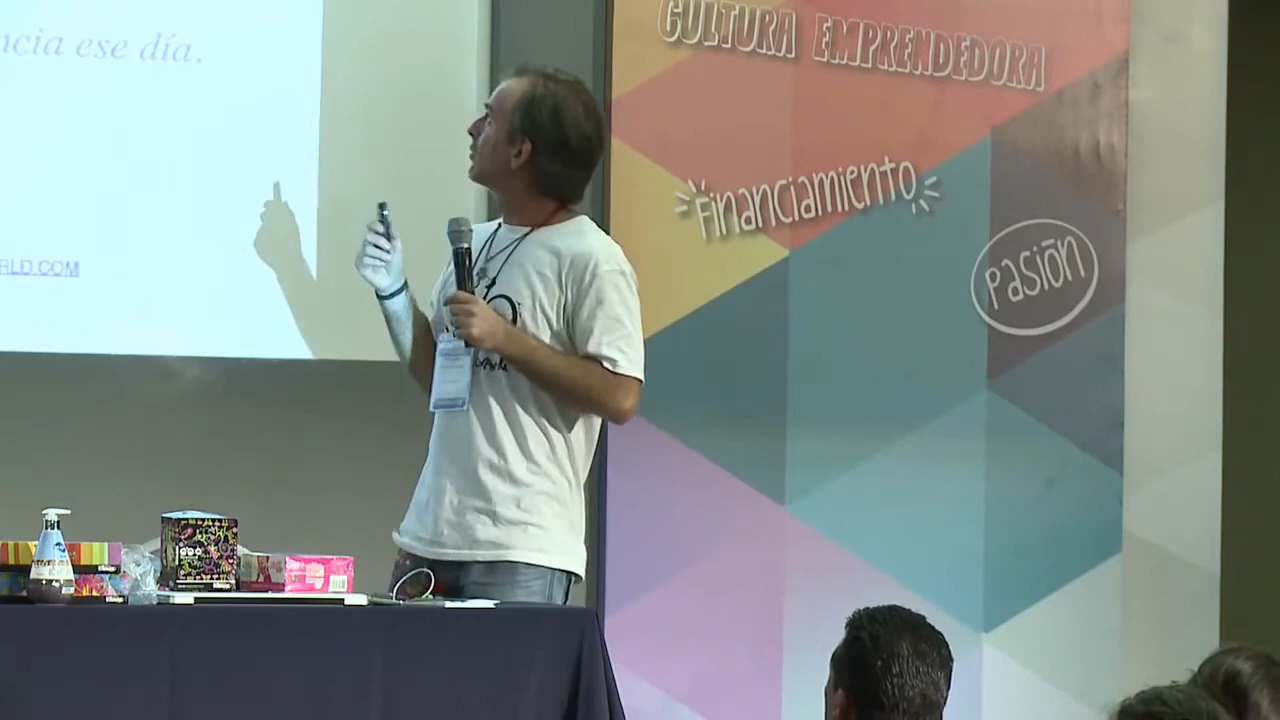 ncia ese día.
RLD.COM
CULTURA EMPRENDEDORA
Financiamiento
Pasión